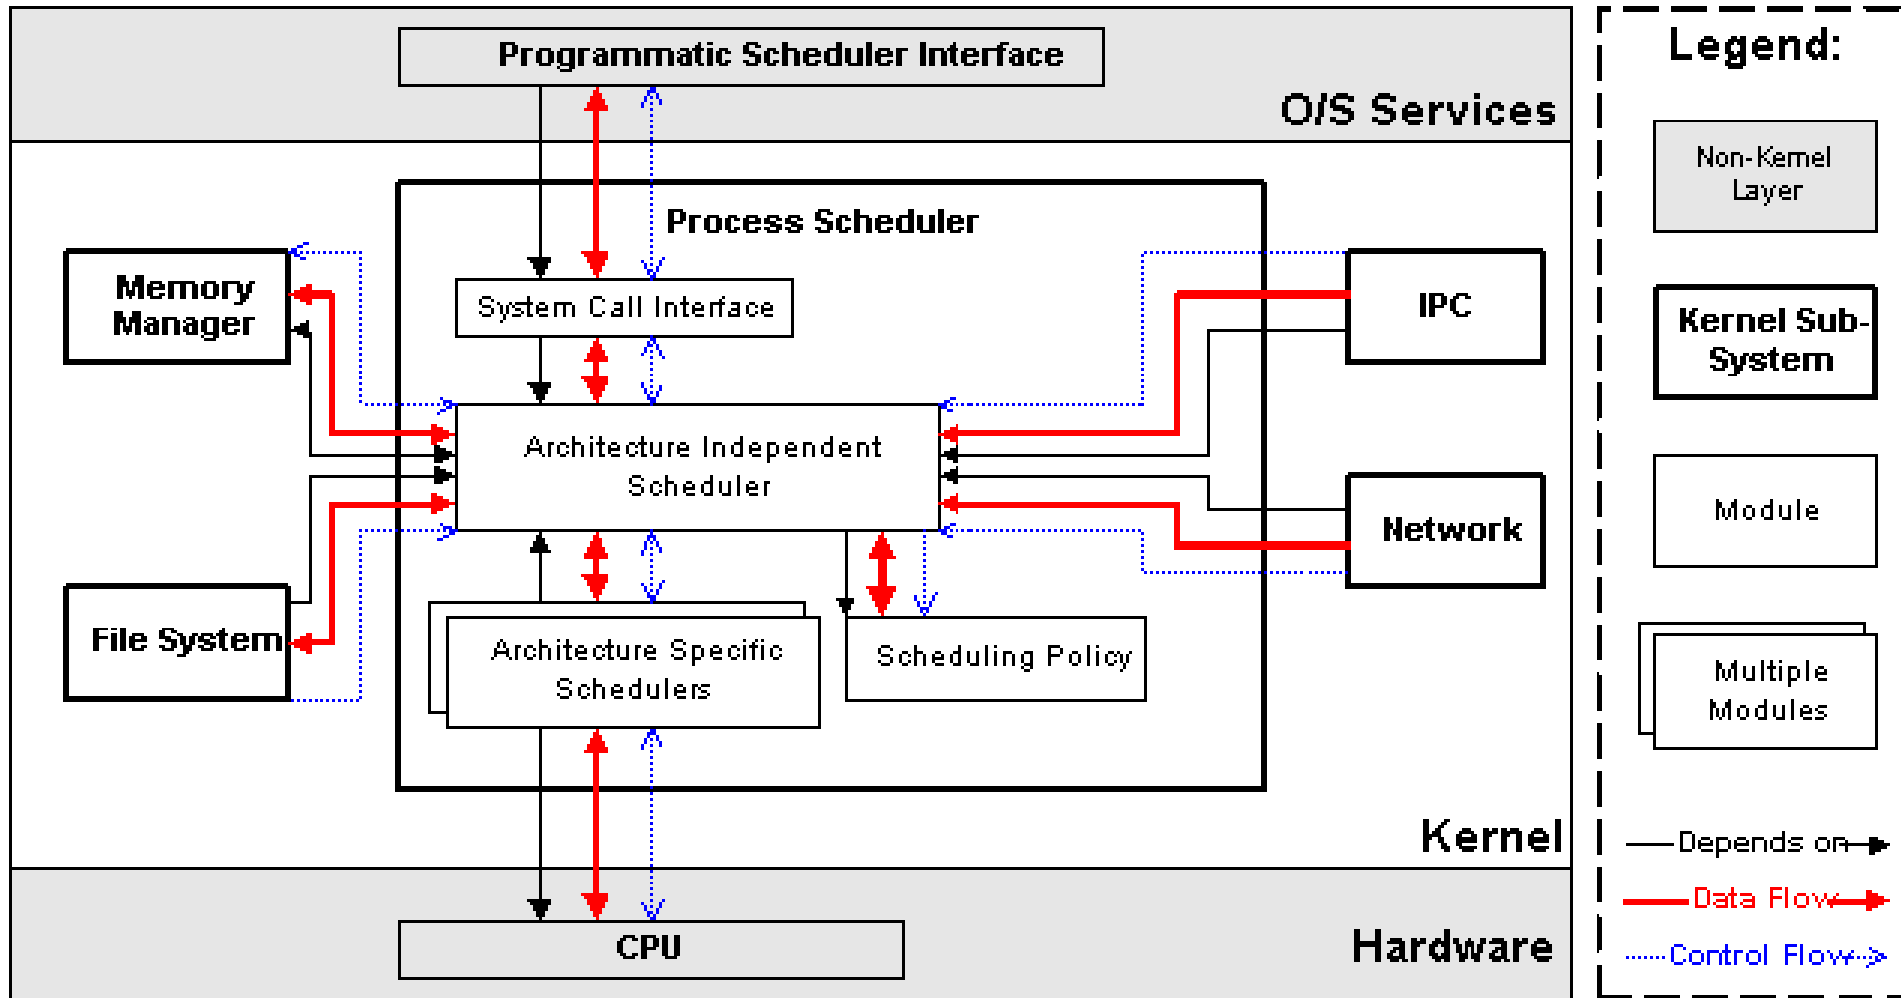 Programmatic Scheduler Interface
O/S Services
Process Scheduler
Memory
Manager
System Call Interface
IPC
Architecture Independent
Scheduler
Network
File System
Architecture Specific
Schedulers
Scheduling Policy
Kernel
CPU
Hardware
Legend:
Non-Kernel
Layer
Kernel Sub-
System
Module
Multiple
Modules
Depends on
Data Flow
Control Flow